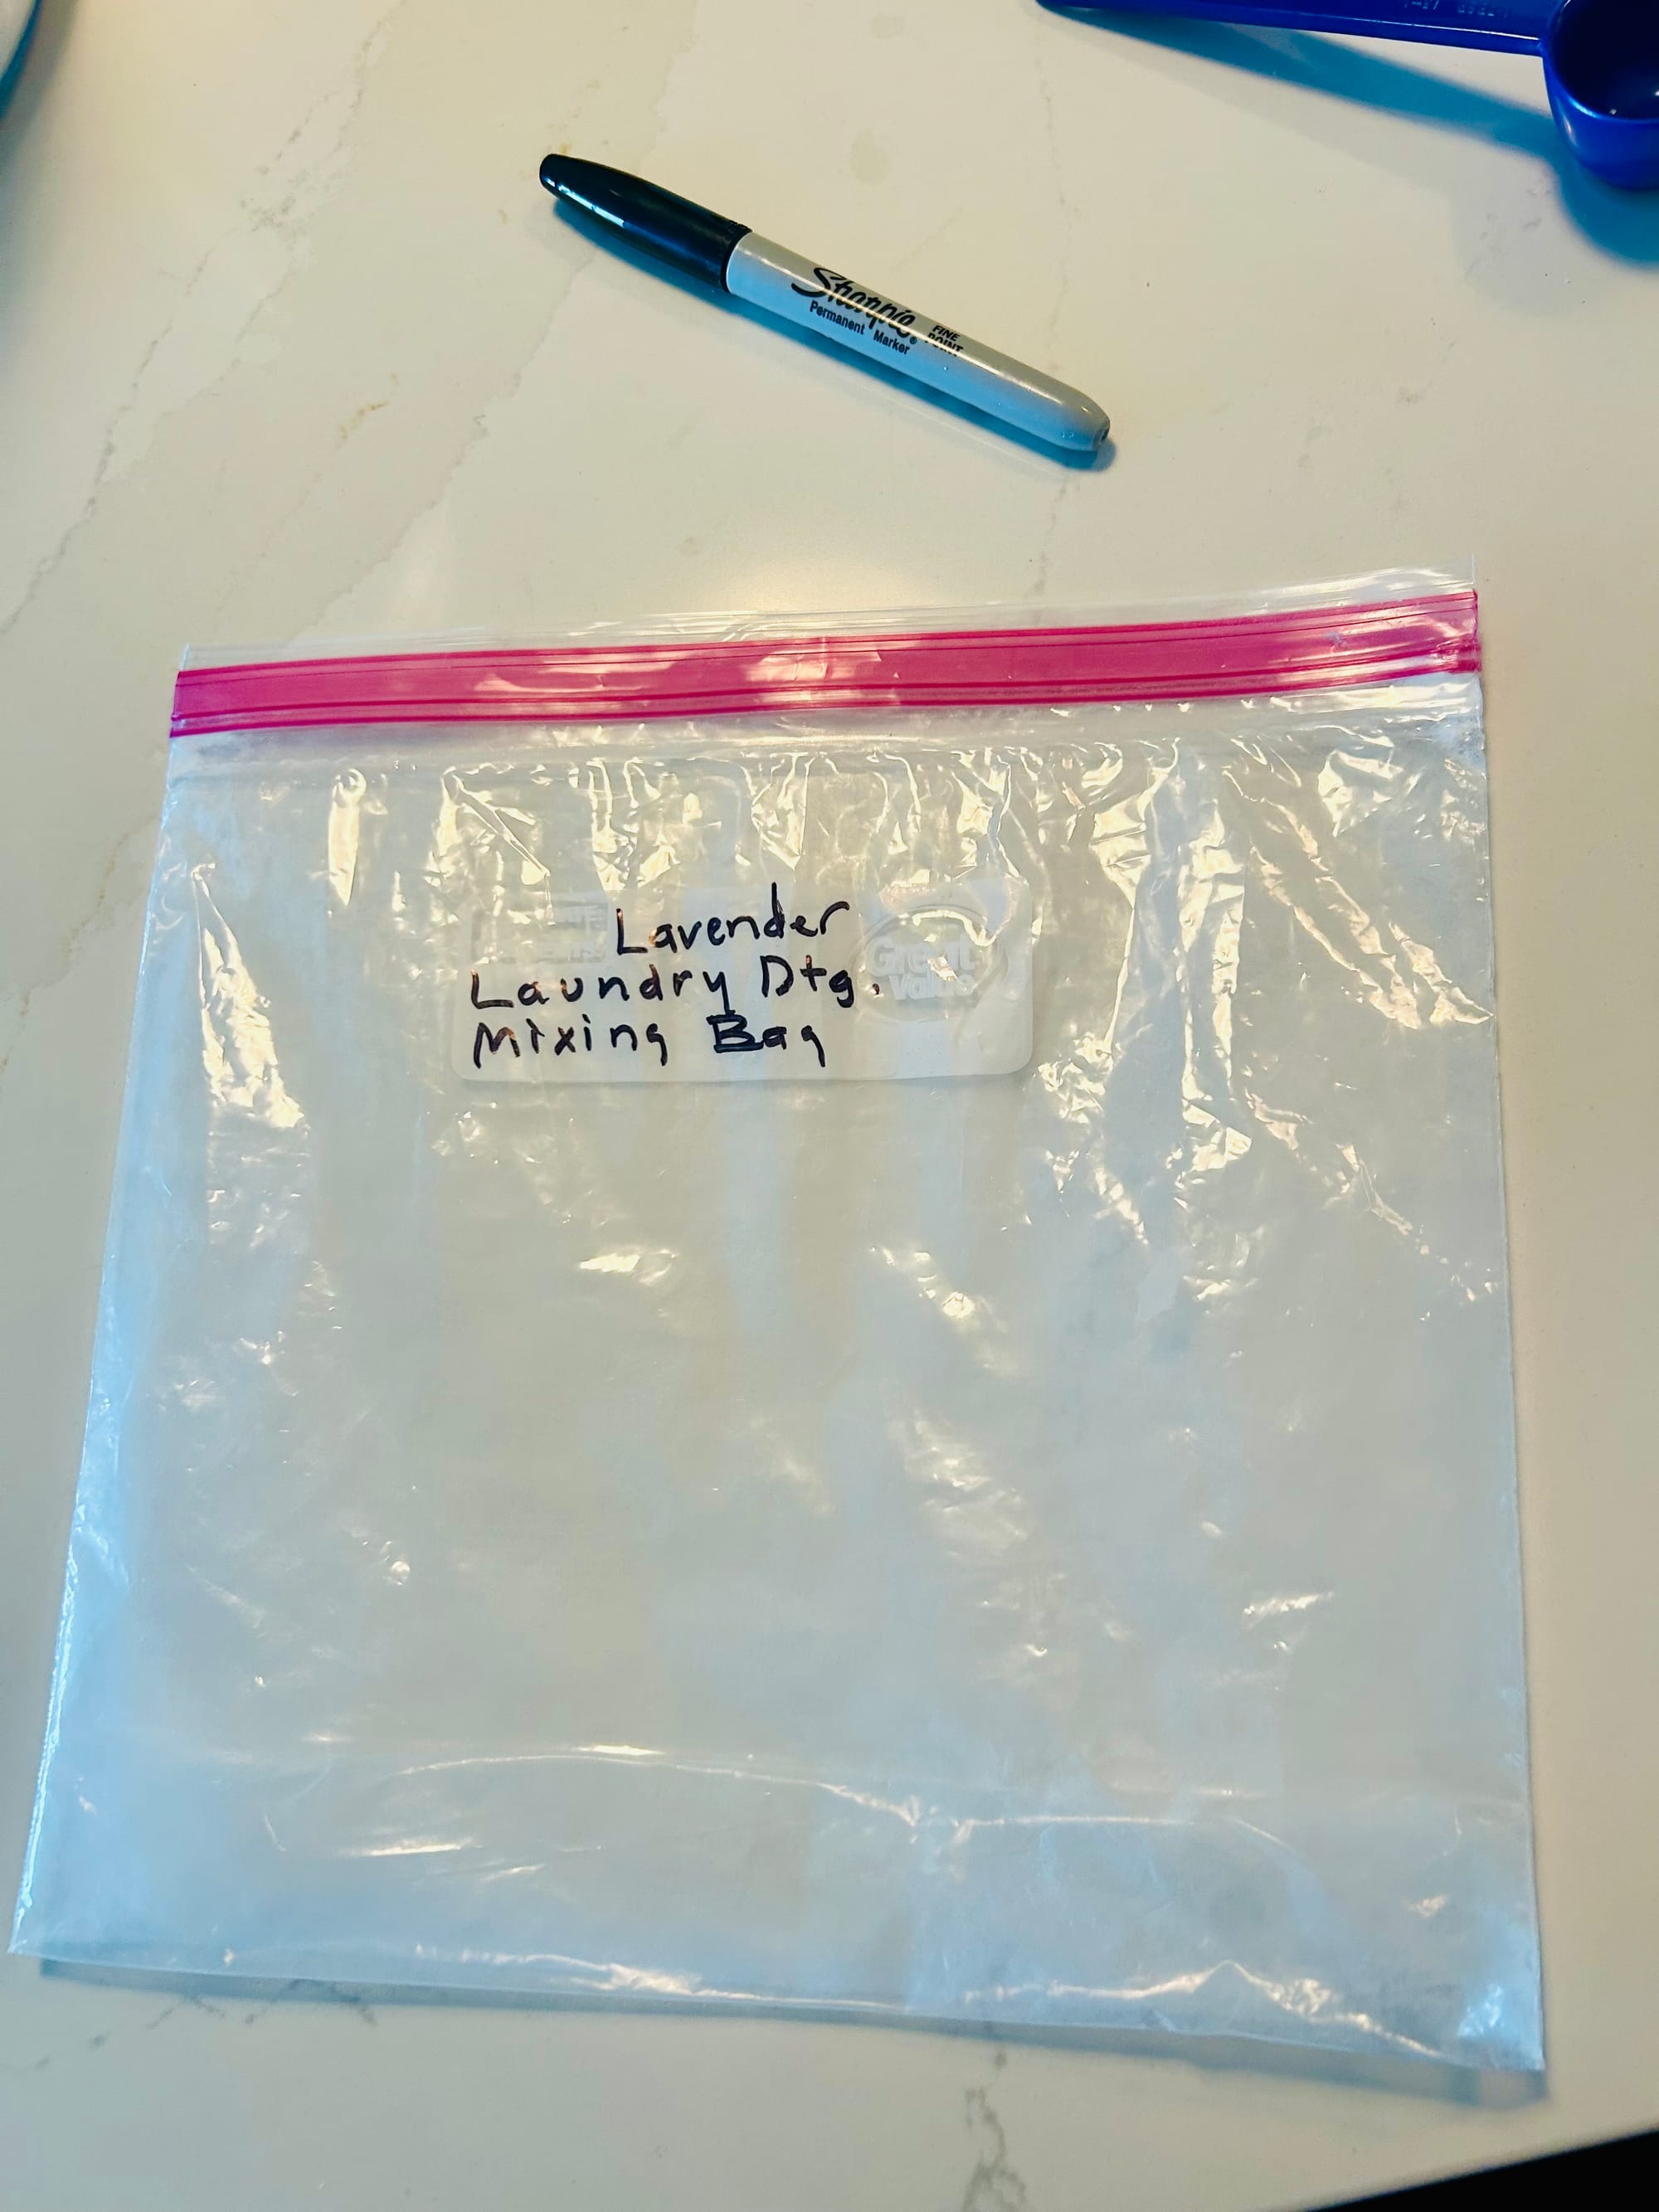 Sharpie®
Permanent Marker
FINE
POINT
Lavender
Laundry Dtg.
Mixing Bag
Great
Value